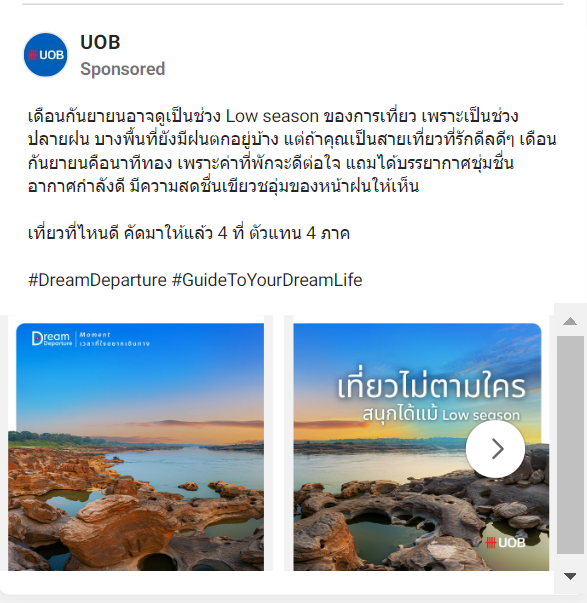 UOB
UOB
Sponsored
เดือนกันยายนอาจดูเป็นช่วง Low season ของการเที่ยว เพราะเป็นช่วง
ปลายฝน บางพื้นที่ยังมีฝนตกอยู่บ้าง แต่ถ้าคุณเป็นสายเที่ยวที่รักดีลดีๆ เดือน
กันยายนคือนาทีทอง เพราะค่าที่พักจะดีต่อใจ แถมได้บรรยากาศชุ่มชื่น
อากาศกำลังดี มีความสดชื่นเขียวชอุ่มของหน้าฝนให้เห็น
เที่ยวที่ไหนดี คัดมาให้แล้ว 4 ที่ ตัวแทน 4 ภาค
#DreamDeparture #GuideToYourDreamLife
Dream
Departure
Moment
เวลาที่ใจอยากเดินทาง
เที่ยวไม่ตามใคร
สนุกได้แม้ Low season
UOB